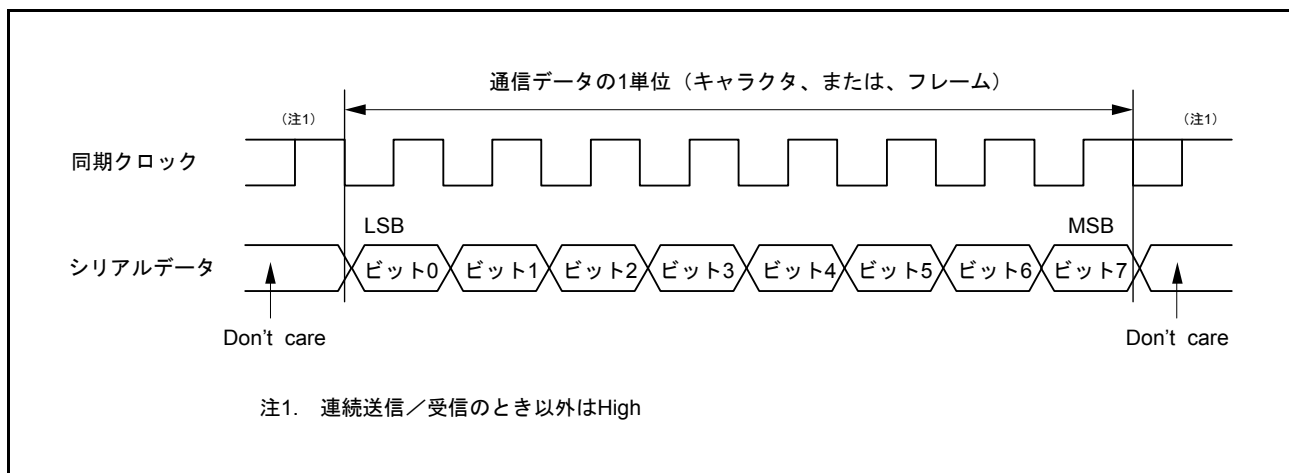 通信データの1単位（キャラクタ、または、フレーム）
（注1）
（注1）
同期クロック
LSB
MSB
シリアルデータ
ビット0 ビット1 ビット2 ビット3 ビット4 ビット5 ビット6 ビット7
Don't care
Don't care
注1. 連続送信／受信のとき以外はHigh